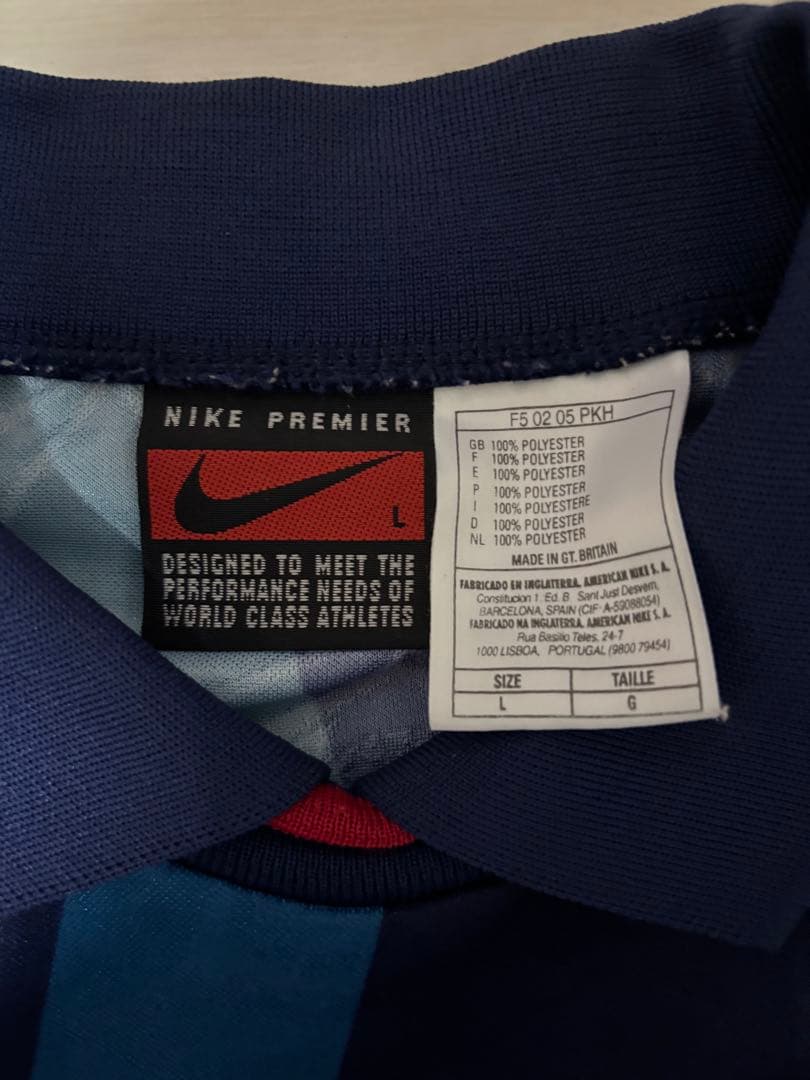 NIKE PREMIER
L
DESIGNED TO MEET THE
PERFORMANCE NEEDS OF
WORLD CLASS ATHLETES
F5 02 05 PKH
GB 100% POLYESTER
F 100% POLYESTER
E 100% POLYESTER
P 100% POLYESTER
I 100% POLYESTERE
D 100% POLYESTER
NL 100% POLYESTER
MADE IN GT. BRITAIN
FABRICADO EN INGLATERRA. AMERICAN NIKE S. A.
Constitucion 1. Ed. B Sant Just Desvern,
BARCELONA, SPAIN (CIF· A-59088054)
FABRICADO NA INGLATERRA. AMERICAN NIKE S. A.
Rua Basilio Teles, 24-7
1000 LISBOA, PORTUGAL (9800 79454)
SIZE TAILLE
L G